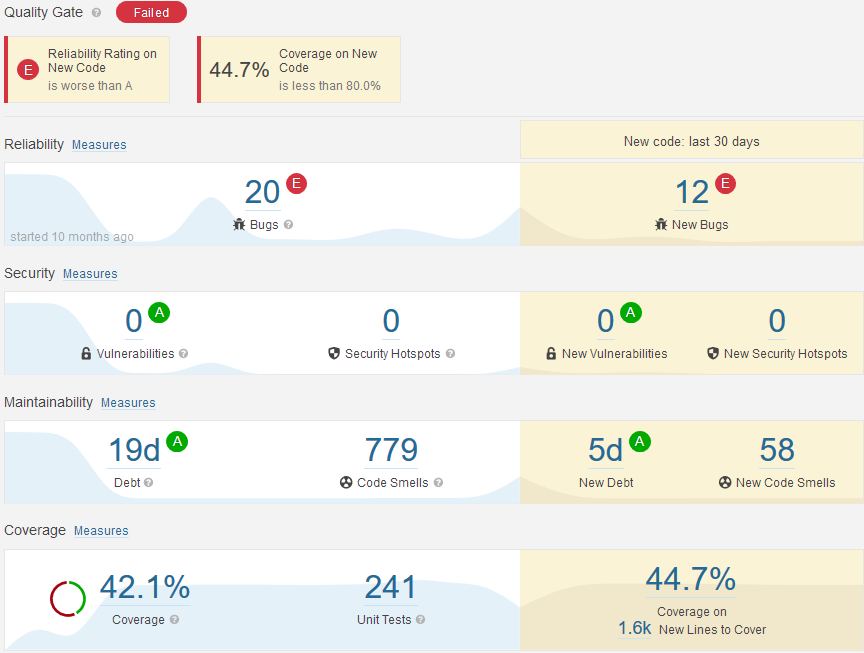 Quality Gate ? Failed
E Reliability Rating on
New Code
is worse than A
44.7% Coverage on New
Code
is less than 80.0%
Reliability Measures
New code: last 30 days
20 E
Bugs ?
started 10 months ago
12 E
New Bugs
Security Measures
0 A
Vulnerabilities ?
0
Security Hotspots ?
0 A
New Vulnerabilities
0
New Security Hotspots
Maintainability Measures
19d A
Debt ?
779
Code Smells ?
5d A
New Debt
58
New Code Smells
Coverage Measures
42.1%
Coverage ?
241
Unit Tests ?
44.7%
Coverage on
1.6k New Lines to Cover